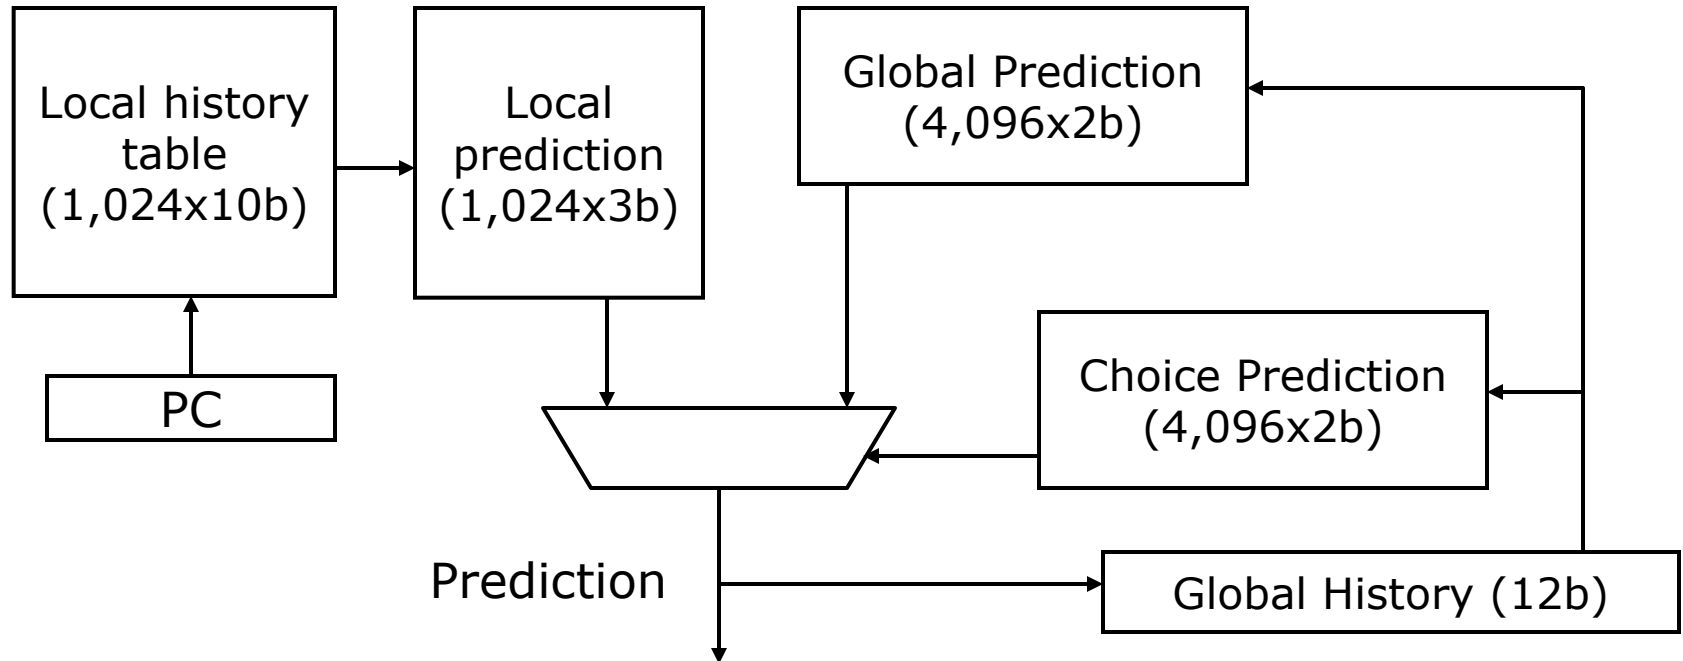 Local history
table
(1,024x10b)
Local
prediction
(1,024x3b)
Global Prediction
(4,096x2b)
PC
Choice Prediction
(4,096x2b)
Prediction
Global History (12b)